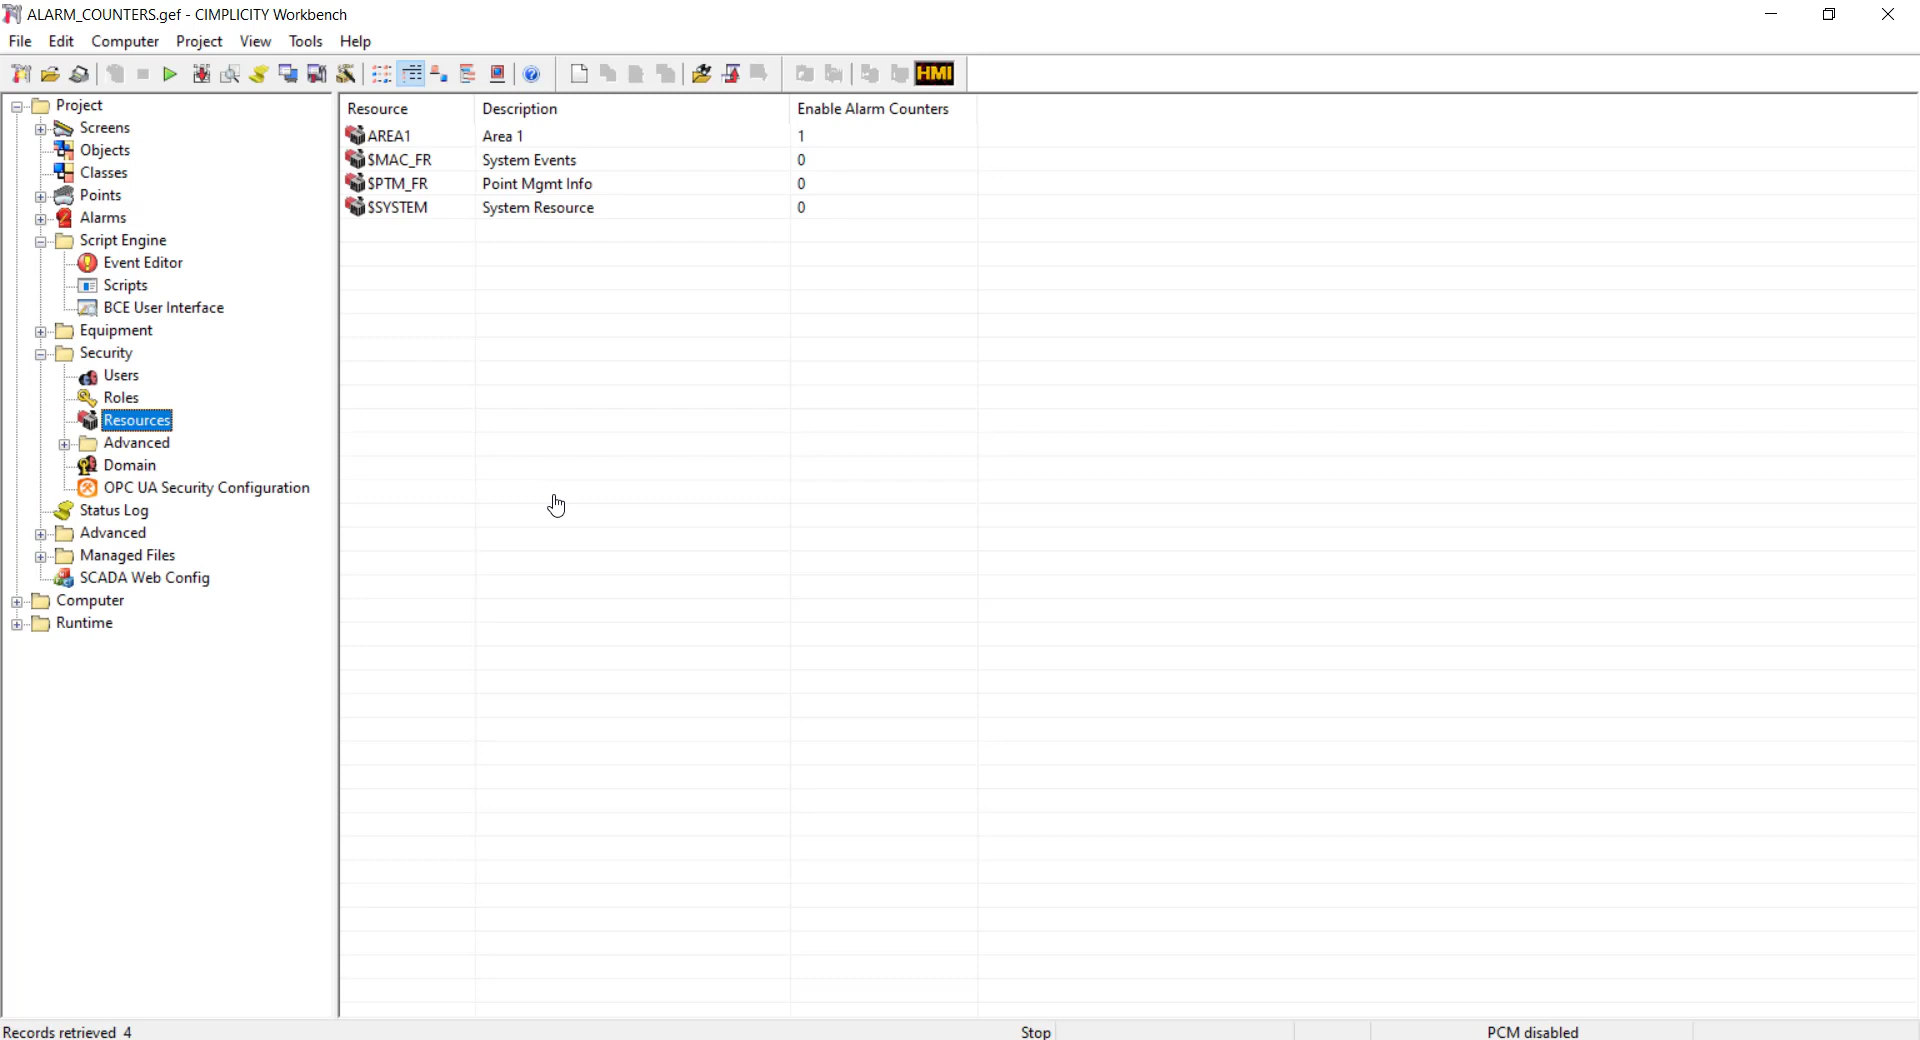 ALARM_COUNTERS.gef - CIMPLICITY Workbench
File Edit Computer Project View Tools Help
HMI
Project
Screens
Objects
Classes
Points
Alarms
Script Engine
Event Editor
Scripts
BCE User Interface
Equipment
Security
Users
Roles
Resources
Advanced
Domain
OPC UA Security Configuration
Status Log
Advanced
Managed Files
SCADA Web Config
Computer
Runtime
Resource Description Enable Alarm Counters
AREA1 Area 1 1
$MAC_FR System Events 0
$PTM_FR Point Mgmt Info 0
$SYSTEM System Resource 0
Records retrieved 4 Stop PCM disabled